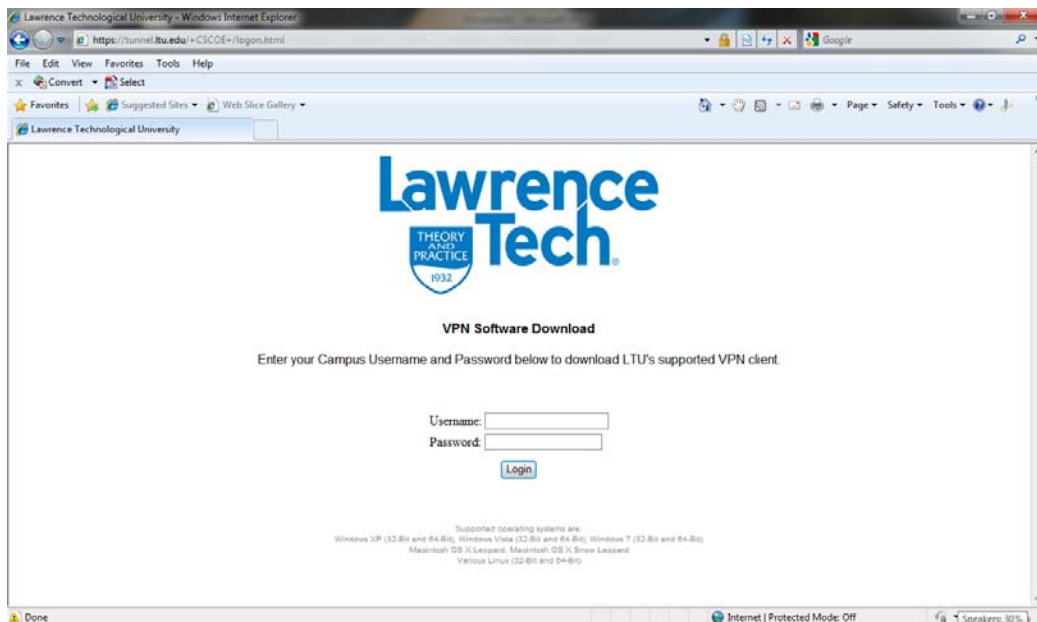 Lawrence Technological University - Windows Internet Explorer
https://tunnel.ltu.edu/+CSCOE+/logon.html
Google
File Edit View Favorites Tools Help
x Convert Select
Favorites Suggested Sites Web Slice Gallery
Page Safety Tools
Lawrence Technological University
Lawrence
Tech®
THEORY
AND
PRACTICE
1932
VPN Software Download
Enter your Campus Username and Password below to download LTU's supported VPN client.
Username:
Password:
Login
Supported operating systems are:
Windows XP (32-Bit and 64-Bit), Windows Vista (32-Bit and 64-Bit), Windows 7 (32-Bit and 64-Bit)
Macintosh OS X Leopard, Macintosh OS X Snow Leopard
Various Linux (32-Bit and 64-Bit)
Done
Internet | Protected Mode: Off
Speakers: 30%